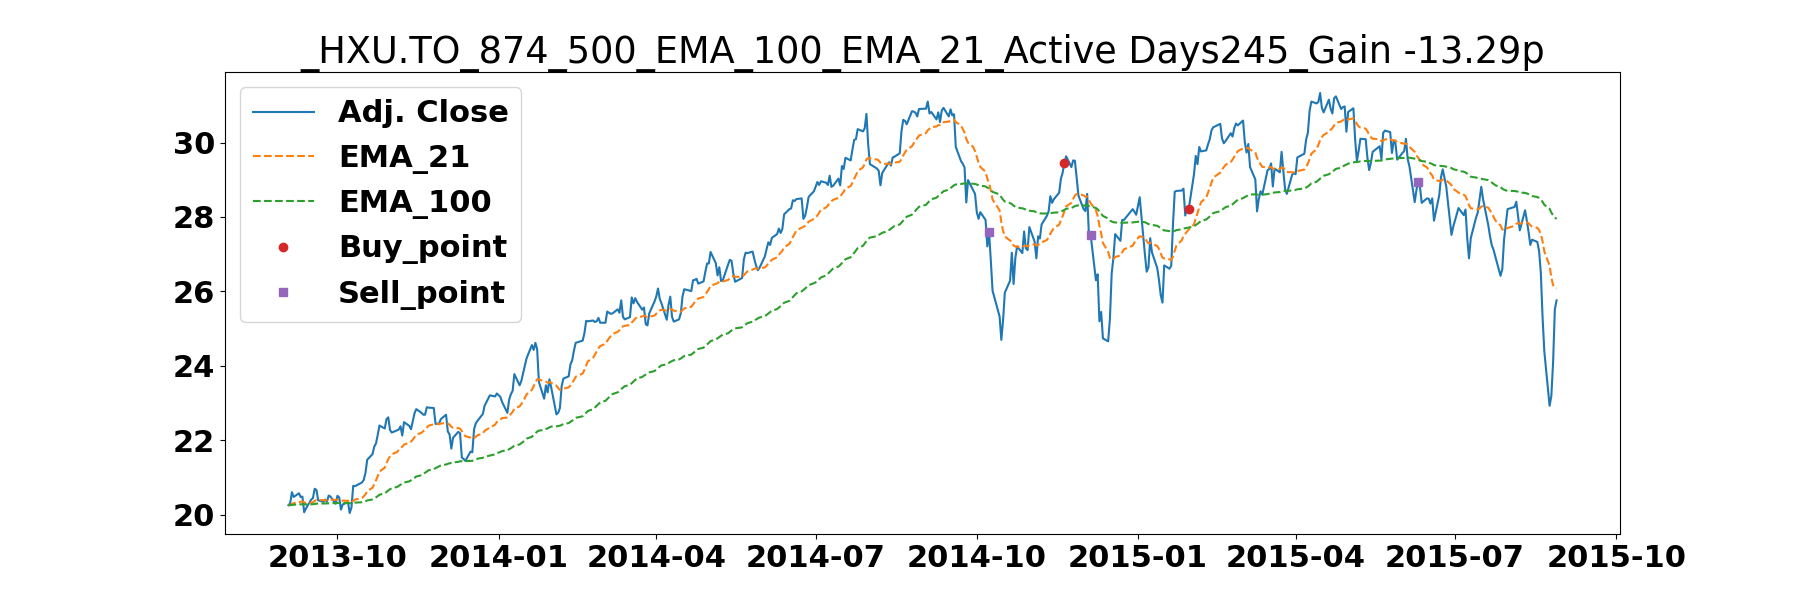 _HXU.TO_874_500_EMA_100_EMA_21_Active Days245_Gain -13.29p
Adj. Close
EMA_21
EMA_100
Buy_point
Sell_point
30
28
26
24
22
20
2013-10 2014-01 2014-04 2014-07 2014-10 2015-01 2015-04 2015-07 2015-10